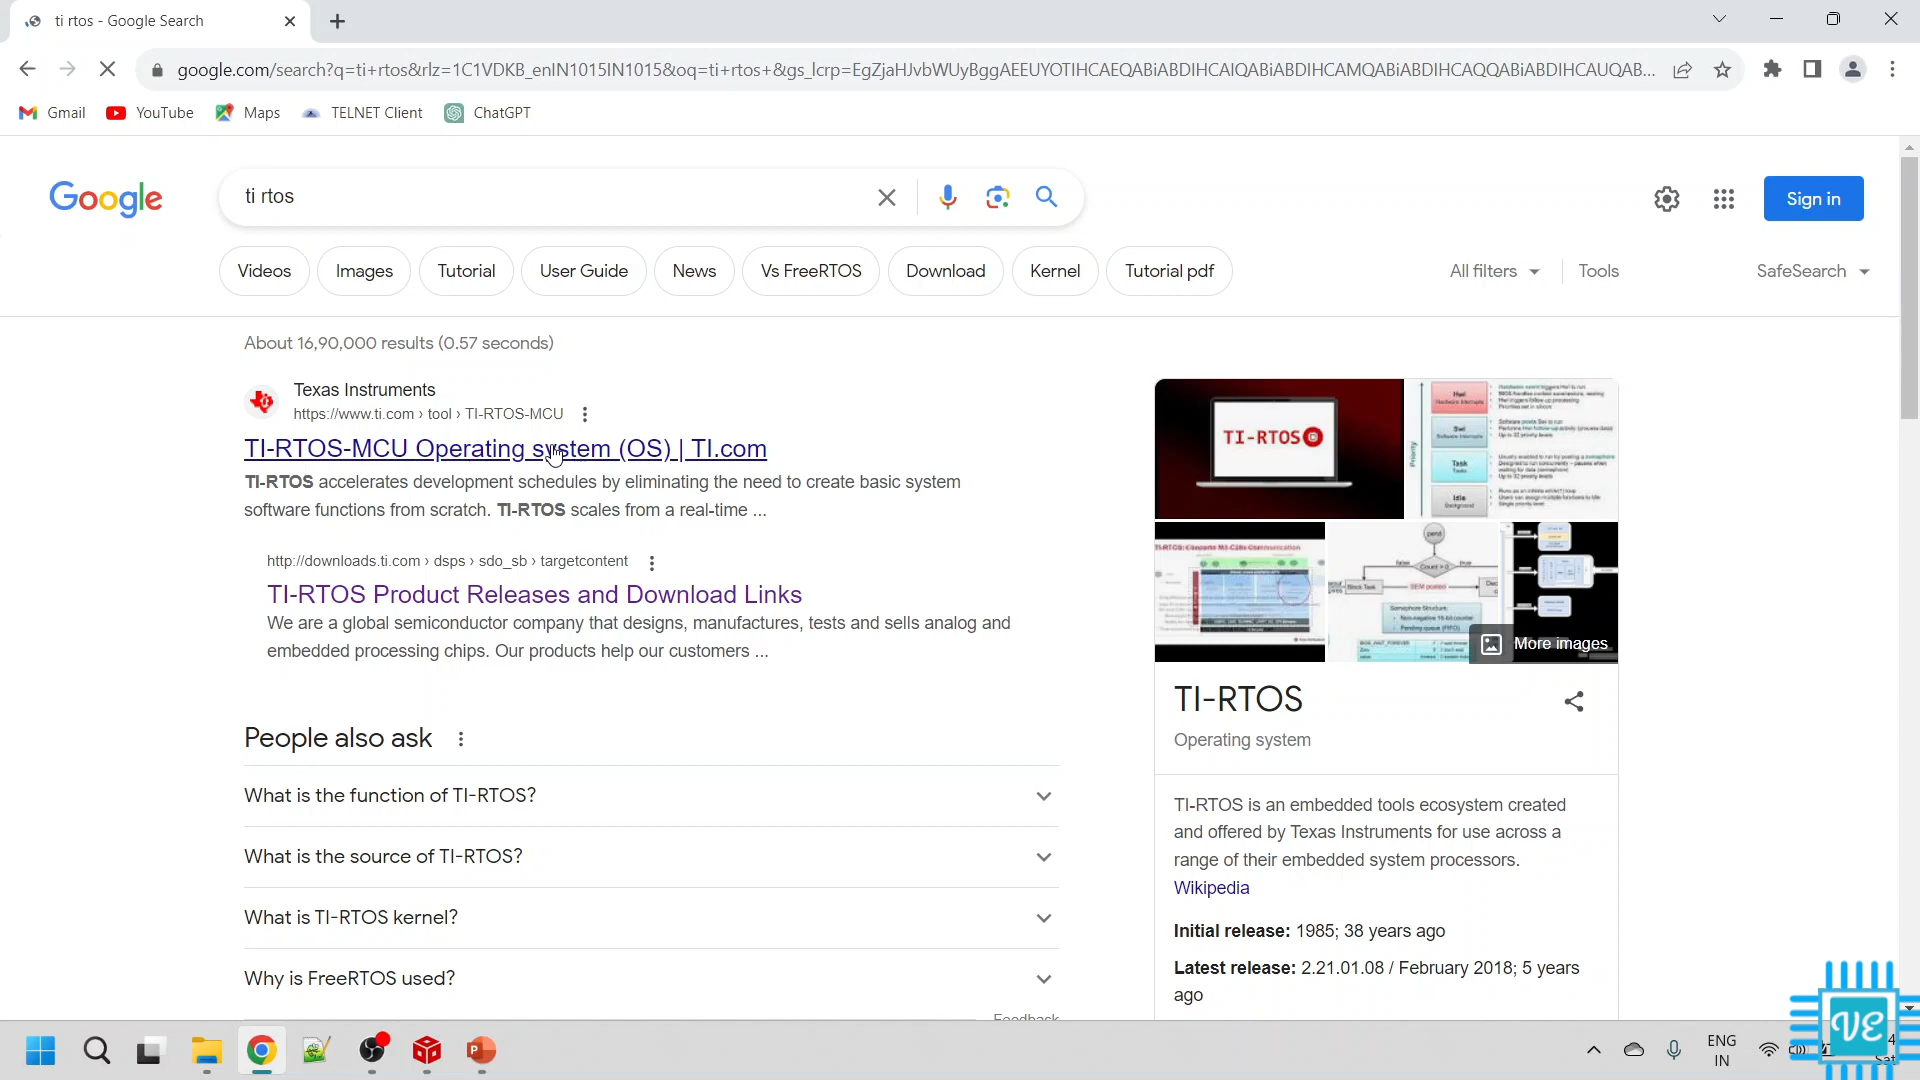 ti rtos - Google Search
google.com/search?q=ti+rtos&rlz=1C1VDKB_enIN1015IN1015&oq=ti+rtos+&gs_lcrp=EgZjaHJvbWUyBggAEEUYOTIHCAEQABiABDIHCAIQABiABDIHCAMQABiABDIHCAQQABiABDIHCAUQAB...
Gmail YouTube Maps TELNET Client ChatGPT
Google ti rtos Sign in
Videos Images Tutorial User Guide News Vs FreeRTOS Download Kernel Tutorial pdf All filters Tools SafeSearch
About 16,90,000 results (0.57 seconds)
Texas Instruments
https://www.ti.com › tool › TI-RTOS-MCU
TI-RTOS-MCU Operating system (OS) | TI.com
TI-RTOS accelerates development schedules by eliminating the need to create basic system
software functions from scratch. TI-RTOS scales from a real-time ...
http://downloads.ti.com › dsps › sdo_sb › targetcontent
TI-RTOS Product Releases and Download Links
We are a global semiconductor company that designs, manufactures, tests and sells analog and
embedded processing chips. Our products help our customers ...
People also ask
What is the function of TI-RTOS?
What is the source of TI-RTOS?
What is TI-RTOS kernel?
Why is FreeRTOS used?
Feedback
TI-RTOS
Hwi
Swi
Task
Idle
Priority
More images
TI-RTOS
Operating system
TI-RTOS is an embedded tools ecosystem created
and offered by Texas Instruments for use across a
range of their embedded system processors.
Wikipedia
Initial release: 1985; 38 years ago
Latest release: 2.21.01.08 / February 2018; 5 years
ago
VE
ENG
IN
Sat